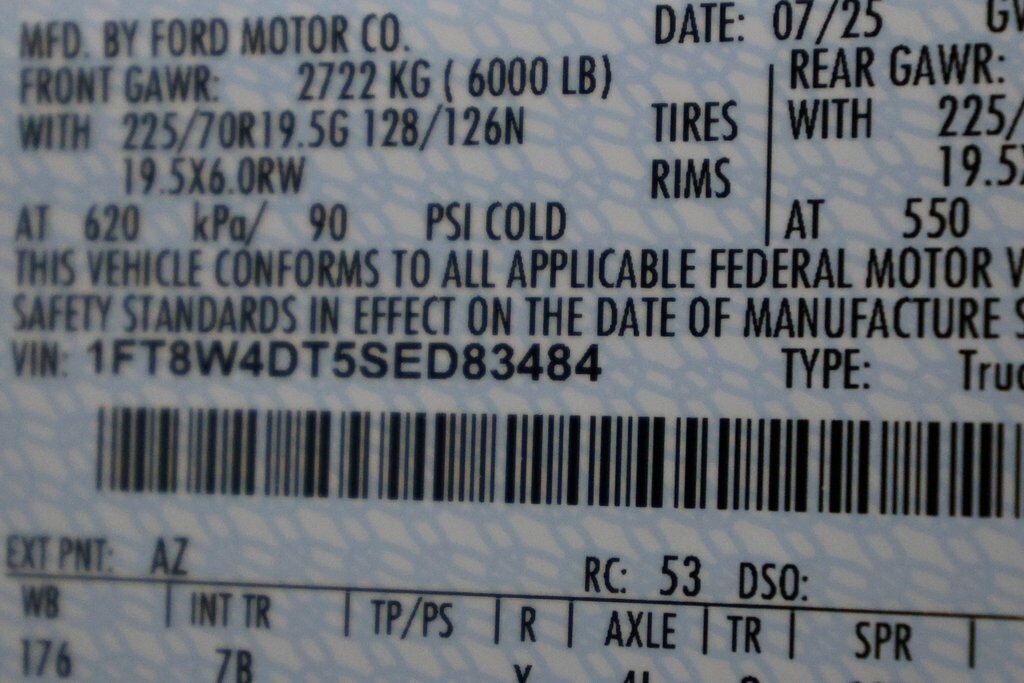 MFD. BY FORD MOTOR CO. DATE: 07/25
FRONT GAWR: 2722 KG ( 6000 LB) REAR GAWR:
WITH 225/70R19.5G 128/126N TIRES WITH 225/
19.5X6.0RW RIMS 19.5
AT 620 kPa/ 90 PSI COLD AT 550
THIS VEHICLE CONFORMS TO ALL APPLICABLE FEDERAL MOTOR
SAFETY STANDARDS IN EFFECT ON THE DATE OF MANUFACTURE
VIN: 1FT8W4DT5SED83484 TYPE: Truc
EXT PNT: AZ RC: 53 DSO:
WB INT TR TP/PS R AXLE TR SPR
176 7B